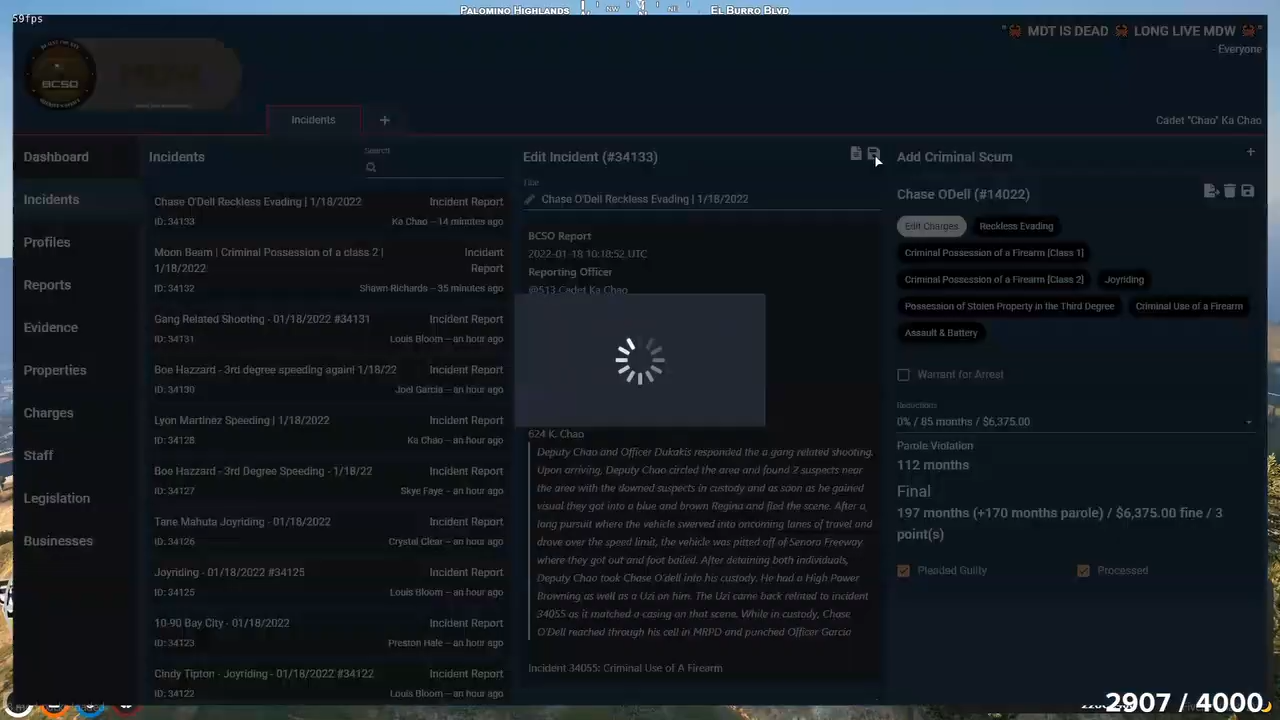 Palomino Highlands
NW
N
NE
El Burro Blvd
59fps
" MDT IS DEAD LONG LIVE MDW "
- Everyone
BCSO
Incidents
+
Cadet "Chao" Ka Chao
Dashboard
Incidents
Profiles
Reports
Evidence
Properties
Charges
Staff
Legislation
Businesses
Incidents
Search
Chase O'Dell Reckless Evading | 1/18/2022
Incident Report
ID: 34133
Ka Chao – 14 minutes ago
Moon Beam | Criminal Possession of a class 2 |
1/18/2022
Incident
Report
ID: 34132
Shawn Richards – 35 minutes ago
Gang Related Shooting - 01/18/2022 #34131
Incident Report
ID: 34131
Louis Bloom – an hour ago
Boe Hazzard - 3rd degree speeding again! 1/18/22
Incident Report
ID: 34130
Joel Garcia – an hour ago
Lyon Martinez Speeding | 1/18/2022
Incident Report
ID: 34128
Ka Chao – an hour ago
Boe Hazzard - 3rd Degree Speeding - 1/18/22
Incident Report
ID: 34127
Skye Faye – an hour ago
Tane Mahuta Joyriding - 01/18/2022
Incident Report
ID: 34126
Crystal Clear – an hour ago
Joyriding - 01/18/2022 #34125
Incident Report
ID: 34125
Louis Bloom – an hour ago
10-90 Bay City - 01/18/2022
Incident Report
ID: 34123
Preston Hale – an hour ago
Cindy Tipton - Joyriding - 01/18/2022 #34122
Incident Report
ID: 34122
Louis Bloom – an hour ago
Edit Incident (#34133)
Title
Chase O'Dell Reckless Evading | 1/18/2022
BCSO Report
2022-01-18 10:18:52 UTC
Reporting Officer
@513 Cadet Ka Chao
624 K. Chao
Deputy Chao and Officer Dukakis responded the a gang related shooting.
Upon arriving, Deputy Chao circled the area and found 2 suspects near
the area with the downed suspects in custody and as soon as he gained
visual they got into a blue and brown Regina and fled the scene. After a
long pursuit where the vehicle swerved into oncoming lanes of travel and
drove over the speed limit, the vehicle was pitted off of Senora Freeway
where they got out and foot bailed. After detaining both individuals,
Deputy Chao took Chase O'dell into his custody. He had a High Power
Browning as well as a Uzi on him. The Uzi came back related to incident
34055 as it matched a casing on that scene. While in custody, Chase
O'Dell reached through his cell in MRPD and punched Officer Garcia
Incident 34055: Criminal Use of A Firearm
Add Criminal Scum
+
Chase ODell (#14022)
Edit Charges
Reckless Evading
Criminal Possession of a Firearm [Class 1]
Criminal Possession of a Firearm [Class 2]
Joyriding
Possession of Stolen Property in the Third Degree
Criminal Use of a Firearm
Assault & Battery
Warrant for Arrest
Reductions
0% / 85 months / $6,375.00
Parole Violation
112 months
Final
197 months (+170 months parole) / $6,375.00 fine / 3
point(s)
Pleaded Guilty
Processed
2907 / 4000